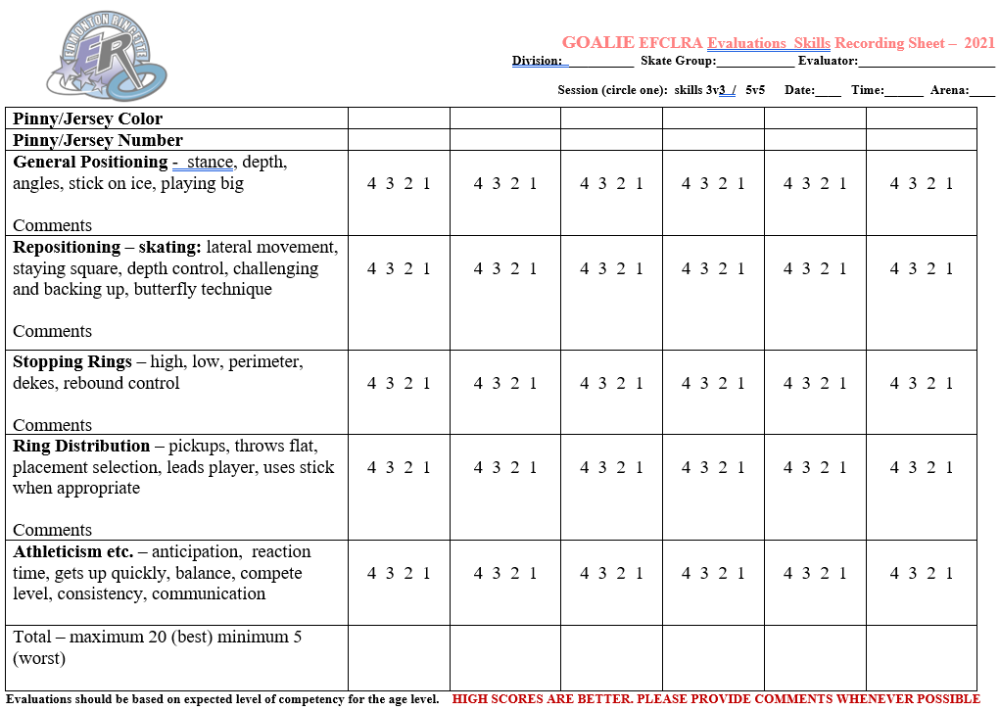 EDMONTON RINGETTE
ER
GOALIE EFCLRA Evaluations Skills Recording Sheet – 2021
Division: __________ Skate Group:____________ Evaluator:_____________________
Session (circle one): skills 3v3 / 5v5 Date:____ Time:______ Arena:____
Pinny/Jersey Color
Pinny/Jersey Number
General Positioning - stance, depth,
angles, stick on ice, playing big
4 3 2 1 4 3 2 1 4 3 2 1 4 3 2 1 4 3 2 1 4 3 2 1
Comments
Repositioning – skating: lateral movement,
staying square, depth control, challenging
and backing up, butterfly technique
4 3 2 1 4 3 2 1 4 3 2 1 4 3 2 1 4 3 2 1 4 3 2 1
Comments
Stopping Rings – high, low, perimeter,
dekes, rebound control
4 3 2 1 4 3 2 1 4 3 2 1 4 3 2 1 4 3 2 1 4 3 2 1
Comments
Ring Distribution – pickups, throws flat,
placement selection, leads player, uses stick
when appropriate
4 3 2 1 4 3 2 1 4 3 2 1 4 3 2 1 4 3 2 1 4 3 2 1
Comments
Athleticism etc. – anticipation, reaction
time, gets up quickly, balance, compete
level, consistency, communication
4 3 2 1 4 3 2 1 4 3 2 1 4 3 2 1 4 3 2 1 4 3 2 1
Total – maximum 20 (best) minimum 5
(worst)
Evaluations should be based on expected level of competency for the age level. HIGH SCORES ARE BETTER. PLEASE PROVIDE COMMENTS WHENEVER POSSIBLE